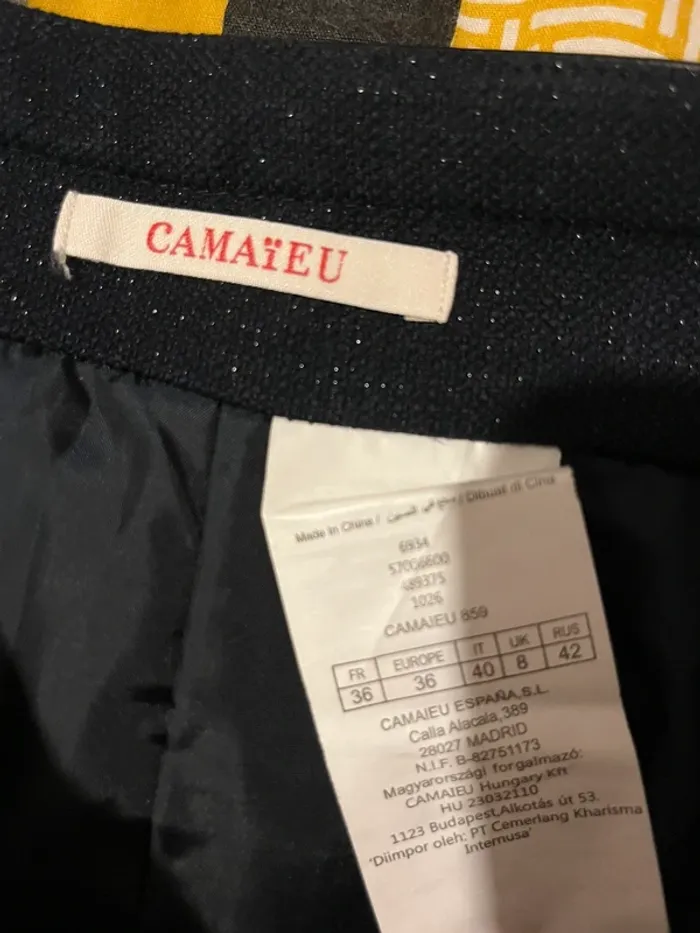 CAMAïEU
Made in China / صنع في الصين / Dibuat di Cina
6934
570G6600
489375
1026
CAMAIEU 859
FR EUROPE IT UK RUS
36 36 40 8 42
CAMAIEU ESPAÑA,S.L.
Calla Alacala,389
28027 MADRID
N.I.F. B-82751173
Magyarországi forgalmazó:
CAMAIEU Hungary Kft
HU 23032110
1123 Budapest,Alkotás út 53.
'Diimpor oleh: PT Cemerlang Kharisma
Internusa'